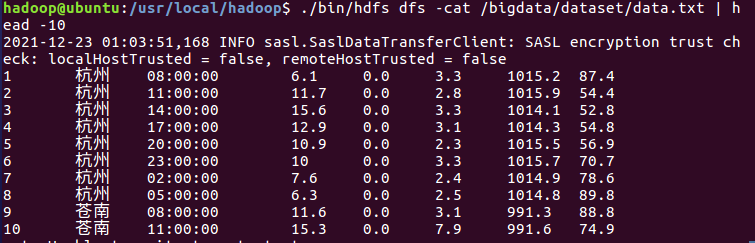 hadoop@ubuntu:/usr/local/hadoop$ ./bin/hdfs dfs -cat /bigdata/dataset/data.txt | h
ead -10
2021-12-23 01:03:51,168 INFO sasl.SaslDataTransferClient: SASL encryption trust ch
eck: localHostTrusted = false, remoteHostTrusted = false
1 杭州 08:00:00 6.1 0.0 3.3 1015.2 87.4
2 杭州 11:00:00 11.7 0.0 2.8 1015.9 54.4
3 杭州 14:00:00 15.6 0.0 3.3 1014.1 52.8
4 杭州 17:00:00 12.9 0.0 3.1 1014.3 54.8
5 杭州 20:00:00 10.9 0.0 2.3 1015.5 56.9
6 杭州 23:00:00 10 0.0 3.3 1015.7 70.7
7 杭州 02:00:00 7.6 0.0 2.4 1014.9 78.6
8 杭州 05:00:00 6.3 0.0 2.5 1014.8 89.8
9 苍南 08:00:00 11.6 0.0 3.1 991.3 88.8
10 苍南 11:00:00 15.3 0.0 7.9 991.6 74.9